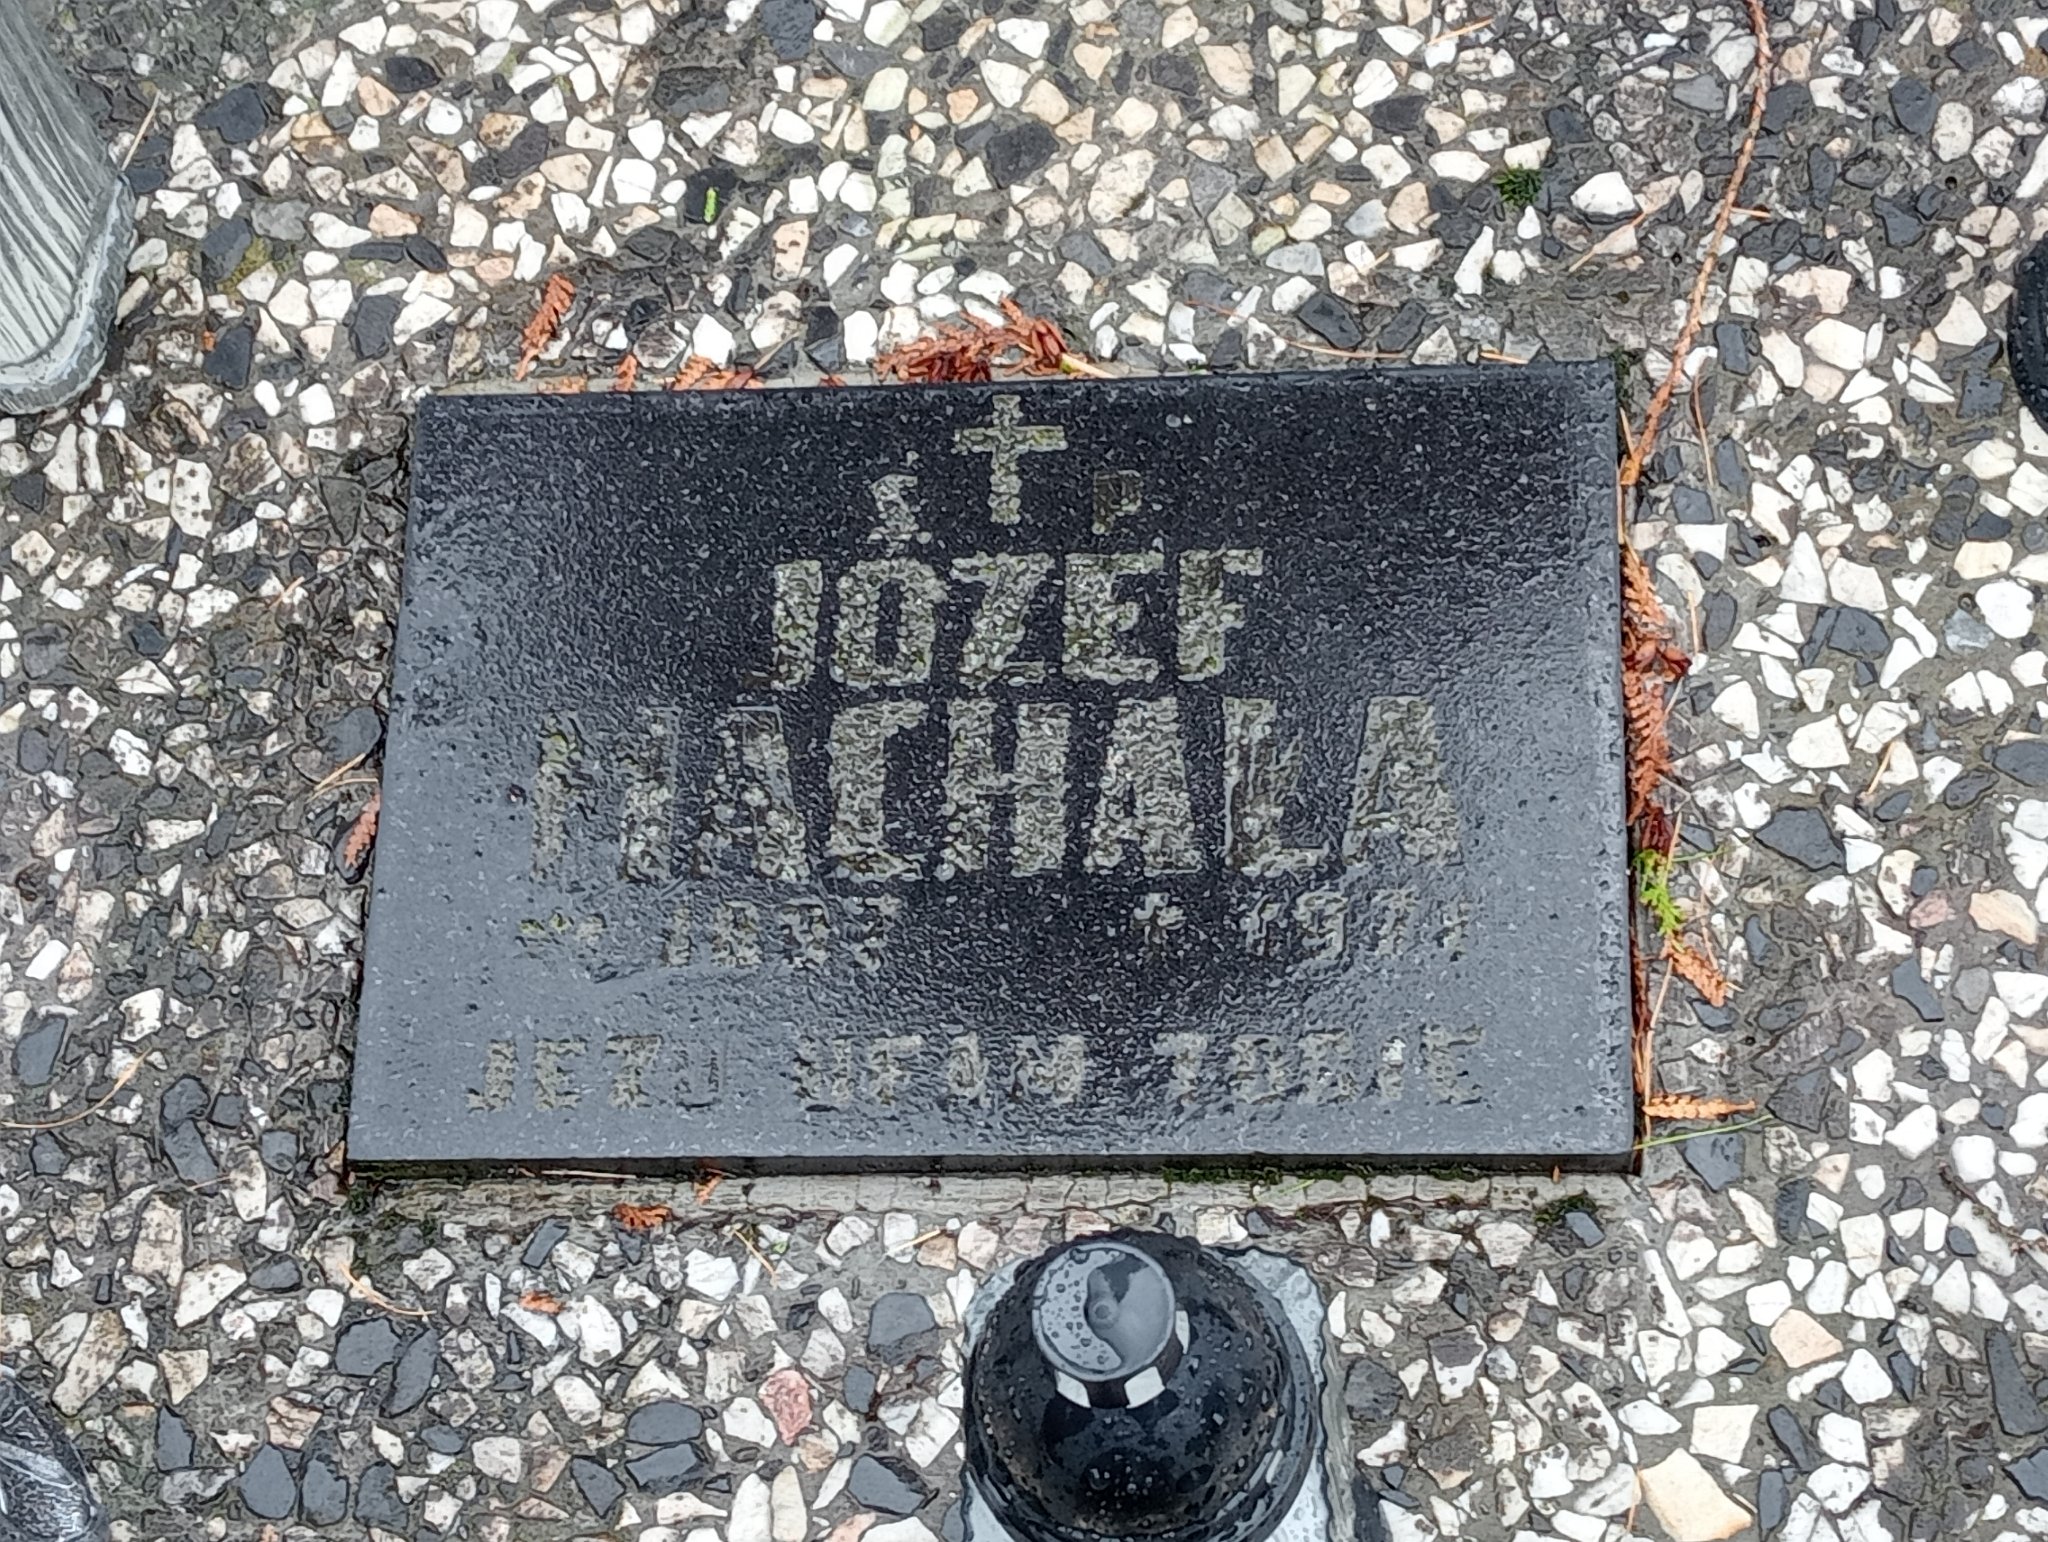 Ś † P
JÓZEF
MACHAŁA
JEZU UFAM TOBIE